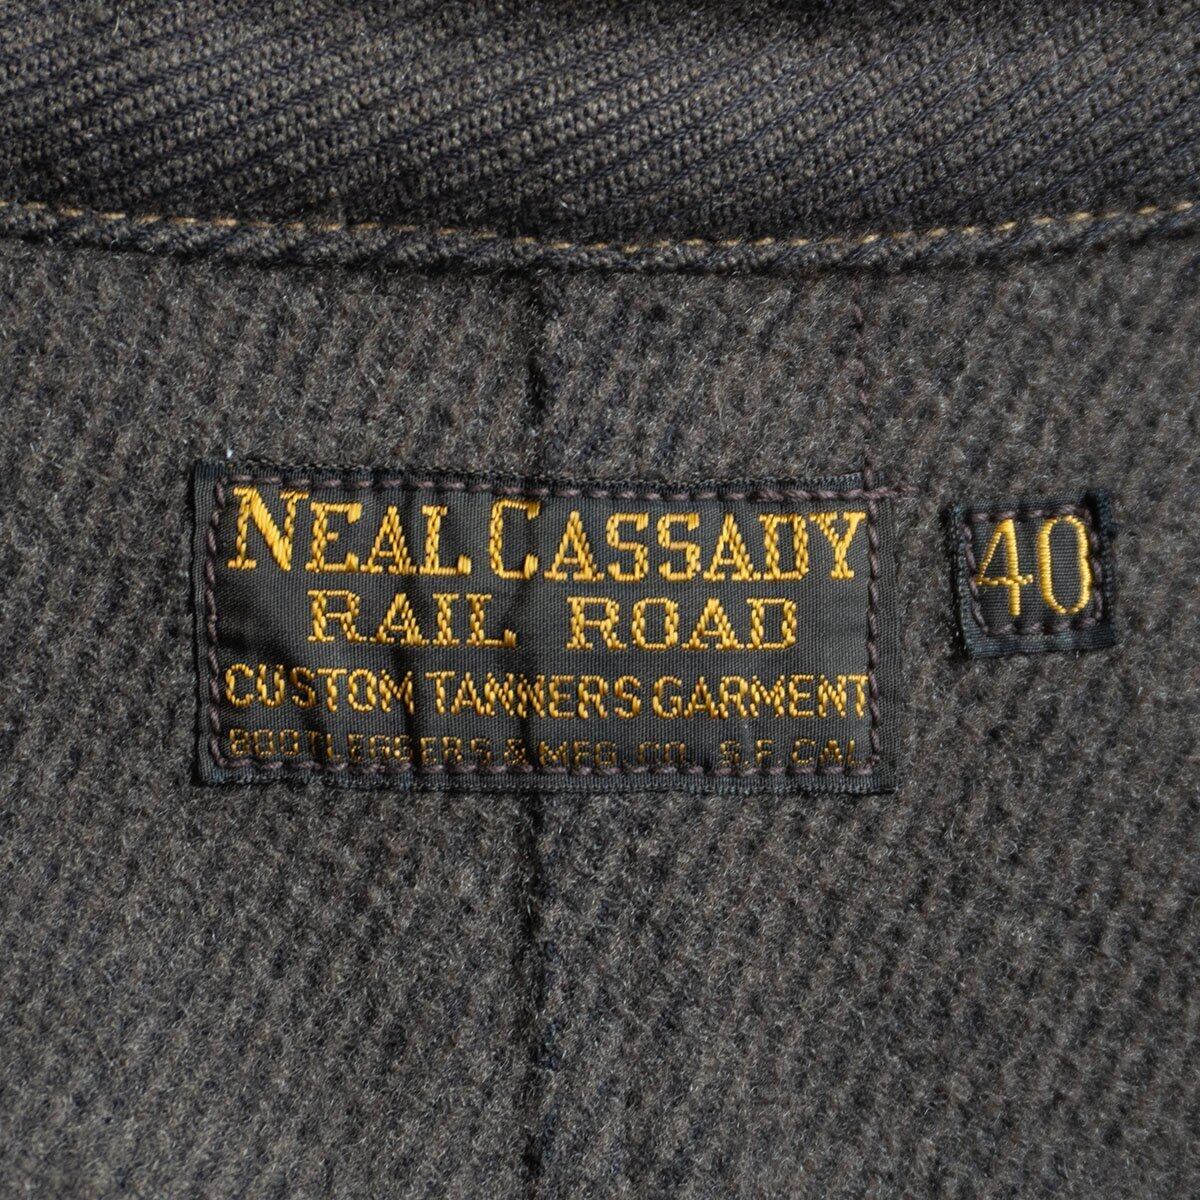 NEAL CASSADY
RAIL ROAD
CUSTOM TANNERS GARMENT
BOOTLEGGERS & MFG. CO. S.F. CAL
40